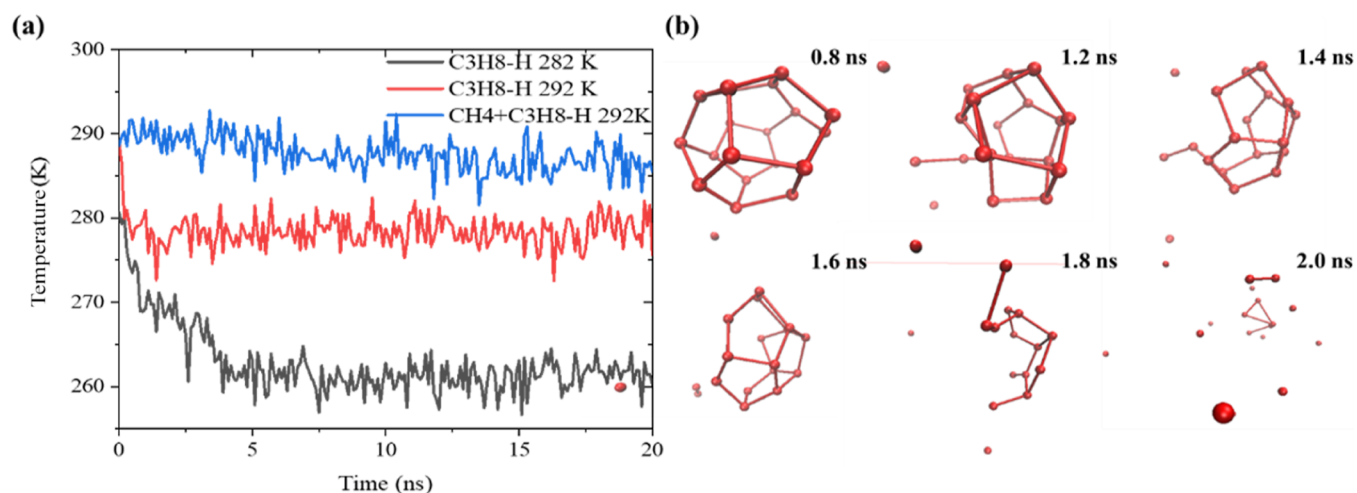 (a)
300
290
280
270
260
Temperature (K)
0
5
10
15
20
Time (ns)
C3H8-H 282 K
C3H8-H 292 K
CH4+C3H8-H 292K
(b)
0.8 ns
1.2 ns
1.4 ns
1.6 ns
1.8 ns
2.0 ns